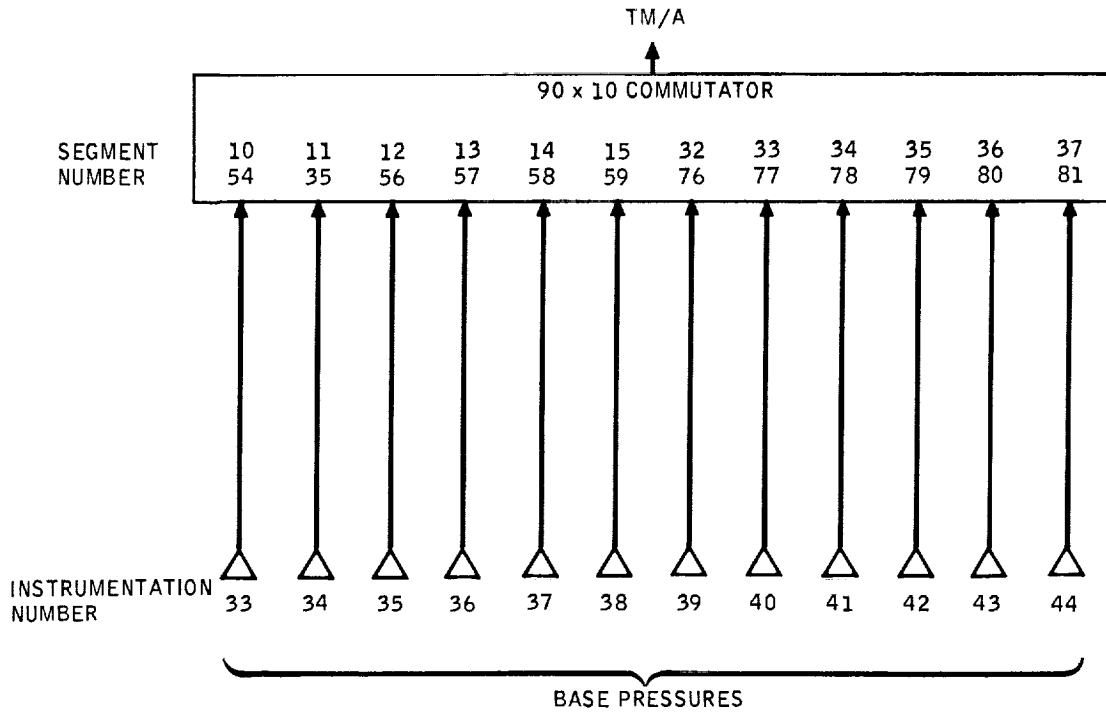 TM/A
90 x 10 COMMUTATOR
SEGMENT 10 11 12 13 14 15 32 33 34 35 36 37
NUMBER 54 35 56 57 58 59 76 77 78 79 80 81
INSTRUMENTATION
NUMBER 33 34 35 36 37 38 39 40 41 42 43 44
BASE PRESSURES